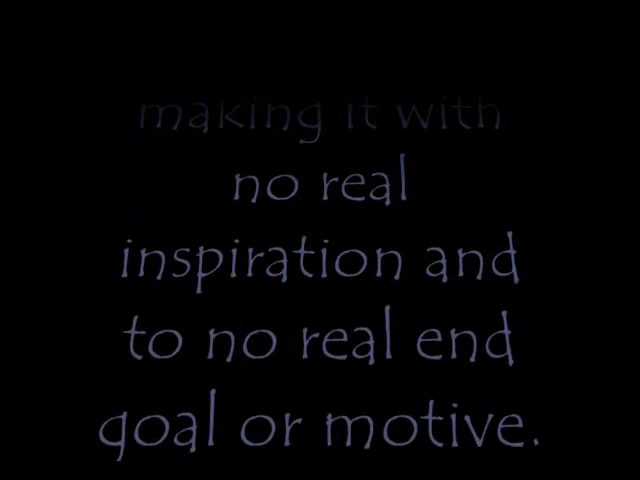 making it with
no real
inspiration and
to no real end
goal or motive.